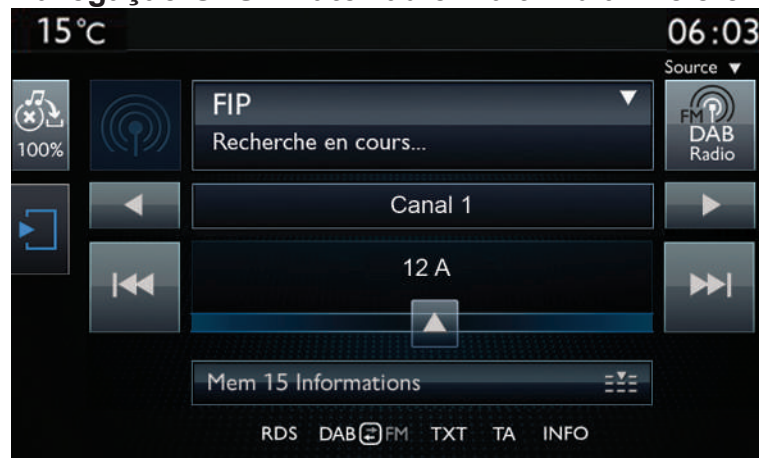 15°C
06:03
Source ▼
FIP
Recherche en cours...
100%
FM
DAB
Radio
Canal 1
12 A
Mem 15 Informations
RDS DAB FM TXT TA INFO